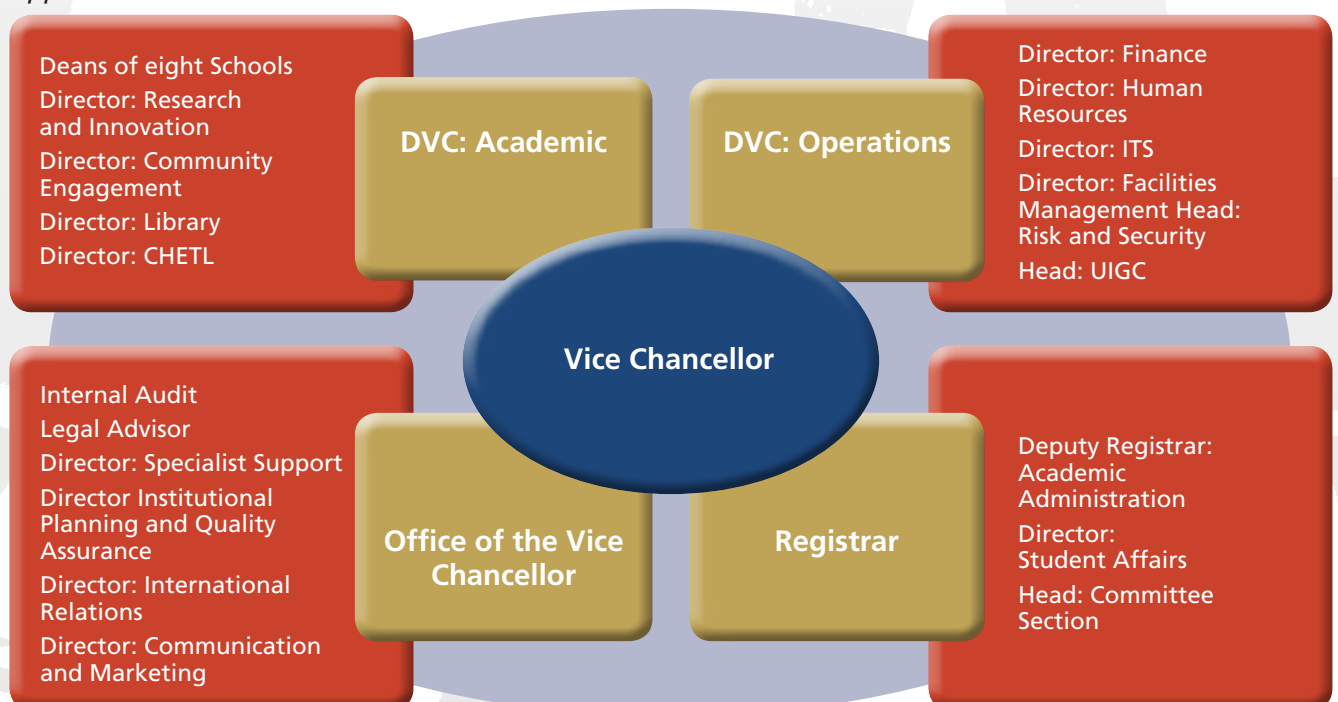 Deans of eight Schools
Director: Research
and Innovation
Director: Community
Engagement
Director: Library
Director: CHETL
DVC: Academic
DVC: Operations
Director: Finance
Director: Human
Resources
Director: ITS
Director: Facilities
Management Head:
Risk and Security
Head: UIGC
Vice Chancellor
Internal Audit
Legal Advisor
Director: Specialist Support
Director Institutional
Planning and Quality
Assurance
Director: International
Relations
Director: Communication
and Marketing
Office of the Vice
Chancellor
Registrar
Deputy Registrar:
Academic
Administration
Director:
Student Affairs
Head: Committee
Section